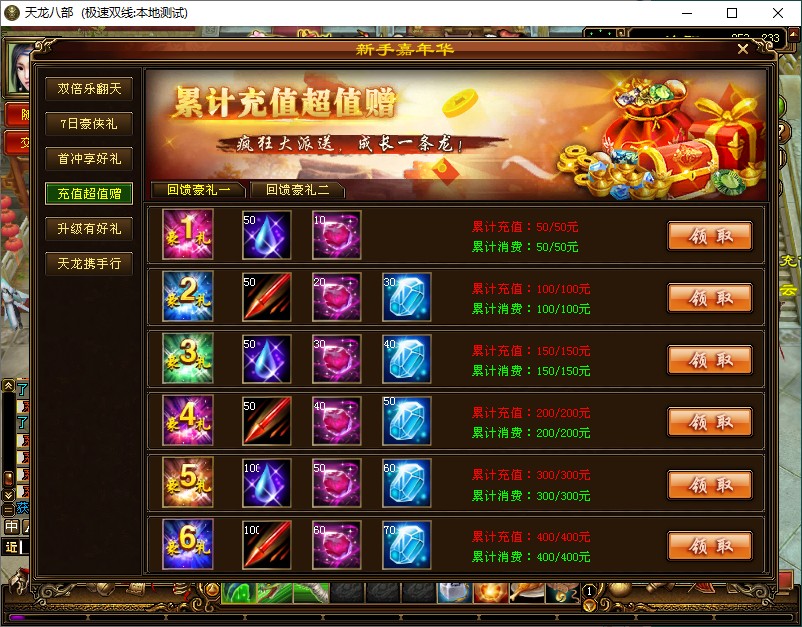 天龙八部 (极速双线:本地测试)
新手嘉年华
双倍乐翻天
7日豪侠礼
首冲享好礼
充值超值赠
升级有好礼
天龙携手行
累计充值超值赠
疯狂大派送，成长一条龙！
回馈豪礼一 回馈豪礼二
豪1礼 50 10 累计充值：50/50元
累计消费：50/50元 领取
豪2礼 50 20 30 累计充值：100/100元
累计消费：100/100元 领取
豪3礼 50 30 40 累计充值：150/150元
累计消费：150/150元 领取
豪4礼 50 40 50 累计充值：200/200元
累计消费：200/200元 领取
豪5礼 100 50 60 累计充值：300/300元
累计消费：300/300元 领取
豪6礼 100 60 70 累计充值：400/400元
累计消费：400/400元 领取
近
1